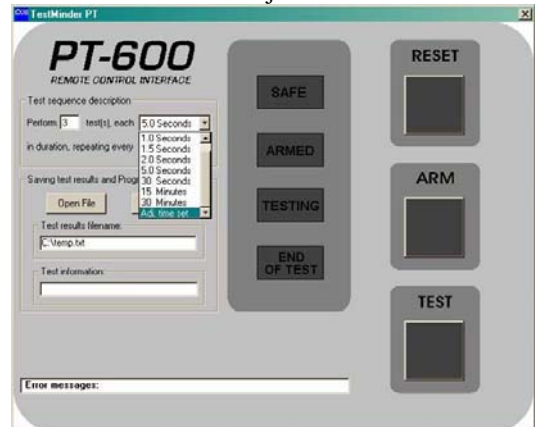 TestMinder PT
PT-600
REMOTE CONTROL INTERFACE
Test sequence description
Perform 3 test(s), each 5.0 Seconds
1.0 Seconds
in duration, repeating every
1.5 Seconds
2.0 Seconds
5.0 Seconds
30 Seconds
15 Minutes
30 Minutes
Adj. time set
Saving test results and Prog
Open File
Test results filename:
C:\temp.txt
Test information:
Error messages:
SAFE
ARMED
TESTING
END
OF TEST
RESET
ARM
TEST